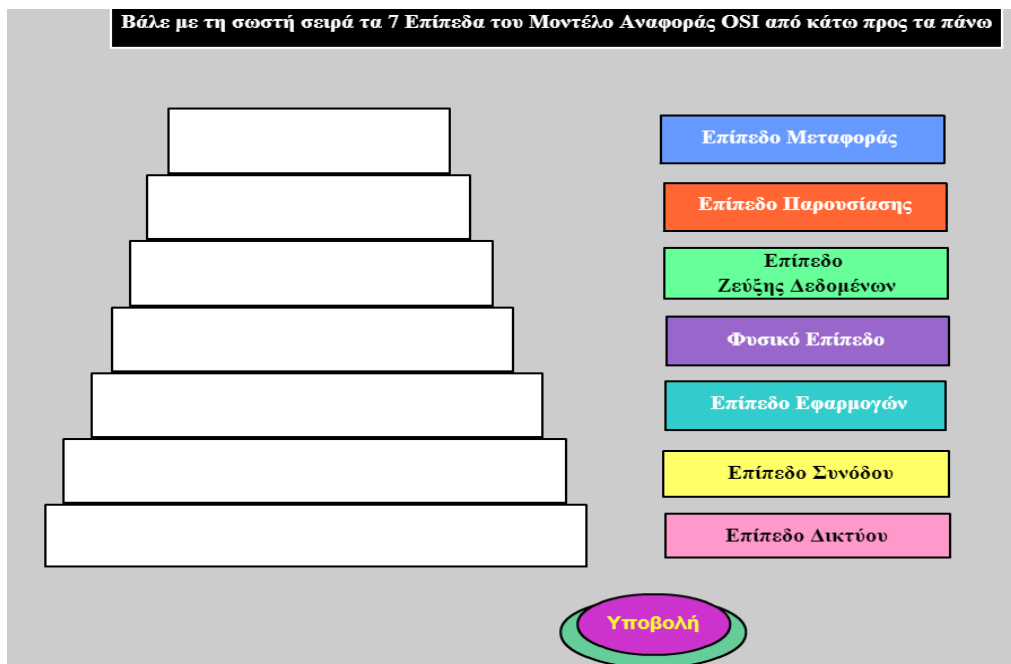 Βάλε με τη σωστή σειρά τα 7 Επίπεδα του Μοντέλο Αναφοράς OSI από κάτω προς τα πάνω
Επίπεδο Μεταφοράς
Επίπεδο Παρουσίασης
Επίπεδο
Ζεύξης Δεδομένων
Φυσικό Επίπεδο
Επίπεδο Εφαρμογών
Επίπεδο Συνόδου
Επίπεδο Δικτύου
Υποβολή